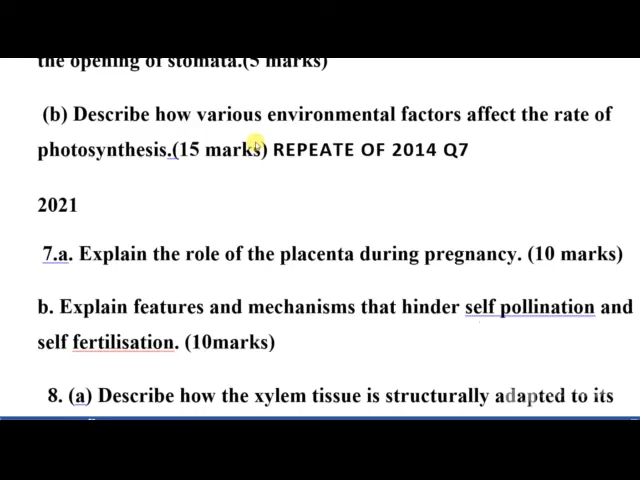 the opening of stomata.(5 marks)
(b) Describe how various environmental factors affect the rate of
photosynthesis.(15 marks) REPEATE OF 2014 Q7
2021
7.a. Explain the role of the placenta during pregnancy. (10 marks)
b. Explain features and mechanisms that hinder self pollination and
self fertilisation. (10marks)
8. (a) Describe how the xylem tissue is structurally adapted to its